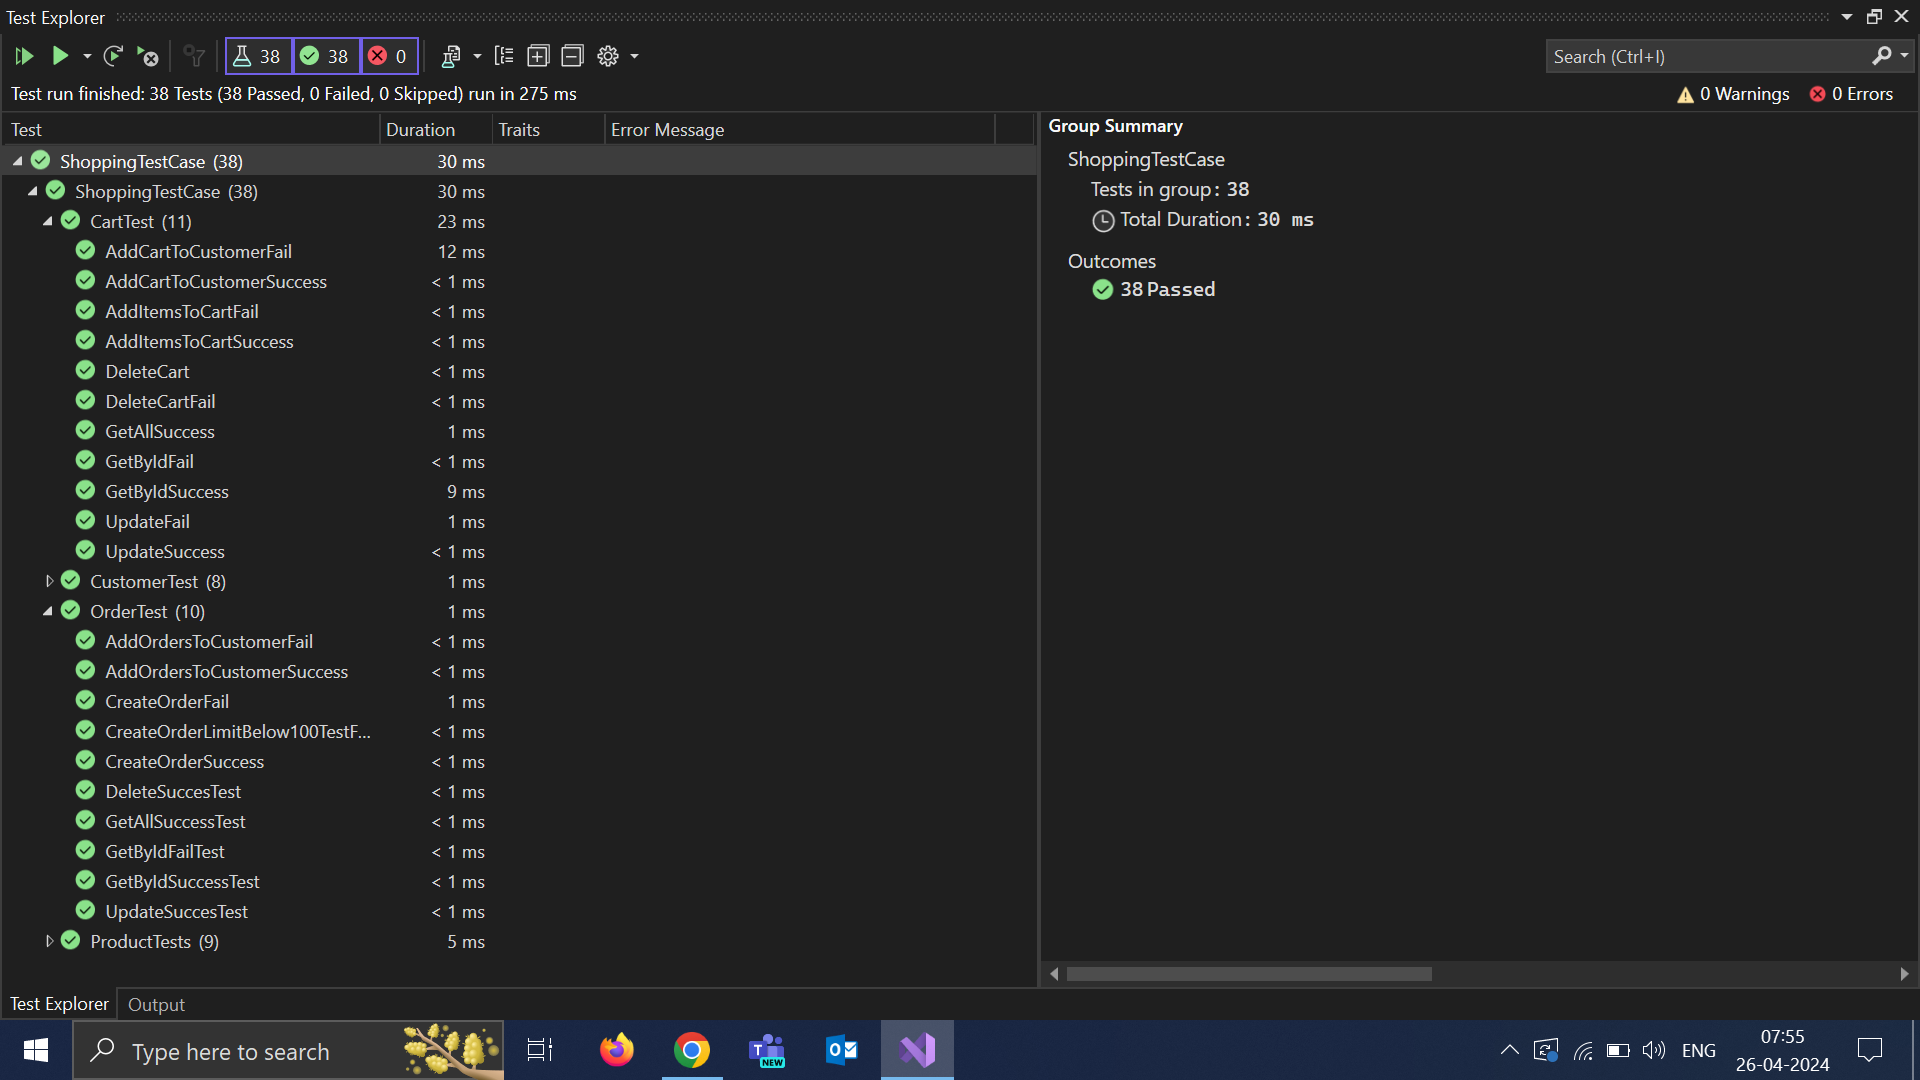 Test Explorer
38 38 0
Search (Ctrl+I)
Test run finished: 38 Tests (38 Passed, 0 Failed, 0 Skipped) run in 275 ms
0 Warnings 0 Errors
Test Duration Traits Error Message
ShoppingTestCase (38) 30 ms
ShoppingTestCase (38) 30 ms
CartTest (11) 23 ms
AddCartToCustomerFail 12 ms
AddCartToCustomerSuccess < 1 ms
AddItemsToCartFail < 1 ms
AddItemsToCartSuccess < 1 ms
DeleteCart < 1 ms
DeleteCartFail < 1 ms
GetAllSuccess 1 ms
GetByIdFail < 1 ms
GetByIdSuccess 9 ms
UpdateFail 1 ms
UpdateSuccess < 1 ms
CustomerTest (8) 1 ms
OrderTest (10) 1 ms
AddOrdersToCustomerFail < 1 ms
AddOrdersToCustomerSuccess < 1 ms
CreateOrderFail 1 ms
CreateOrderLimitBelow100TestF... < 1 ms
CreateOrderSuccess < 1 ms
DeleteSuccesTest < 1 ms
GetAllSuccessTest < 1 ms
GetByIdFailTest < 1 ms
GetByIdSuccessTest < 1 ms
UpdateSuccesTest < 1 ms
ProductTests (9) 5 ms
Group Summary
ShoppingTestCase
Tests in group: 38
Total Duration: 30 ms
Outcomes
38 Passed
Test Explorer Output
Type here to search
T
NEW
O
ENG
07:55
26-04-2024